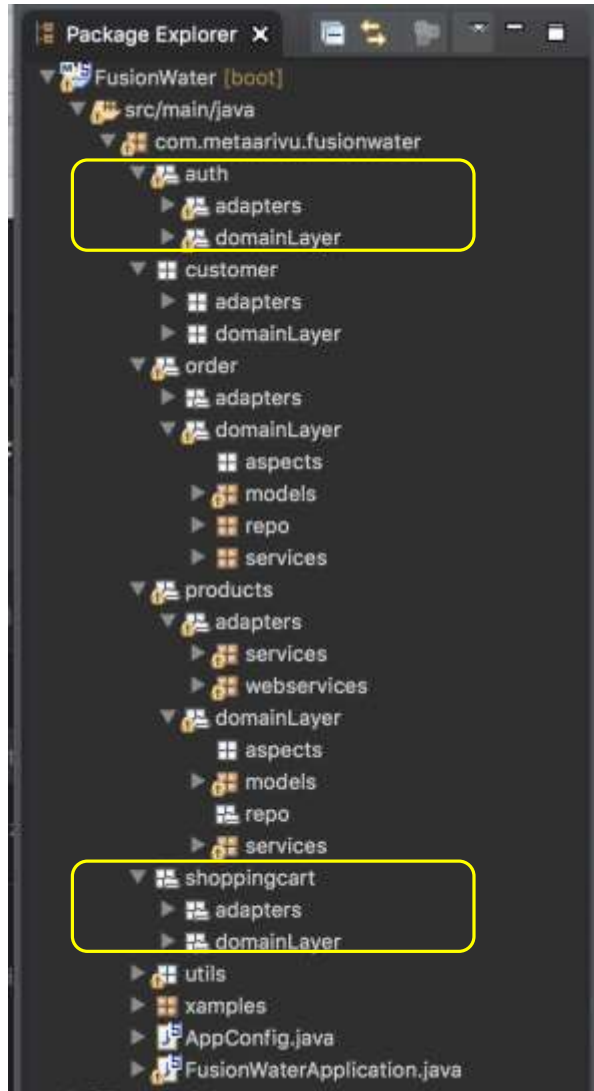 Package Explorer
FusionWater [boot]
src/main/java
com.metaarivu.fusionwater
auth
adapters
domainLayer
customer
adapters
domainLayer
order
adapters
domainLayer
aspects
models
repo
services
products
adapters
services
webservices
domainLayer
aspects
models
repo
services
shoppingcart
adapters
domainLayer
utils
xamples
AppConfig.java
FusionWaterApplication.java